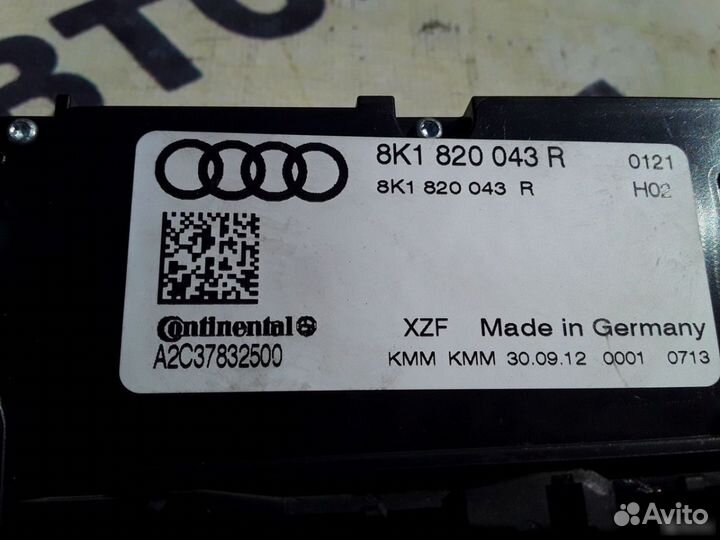 АВТО
8K1 820 043 R 0121
8K1 820 043 R H02
Continental
XZF Made in Germany
A2C37832500
KMM KMM 30.09.12 0001 0713
Avito